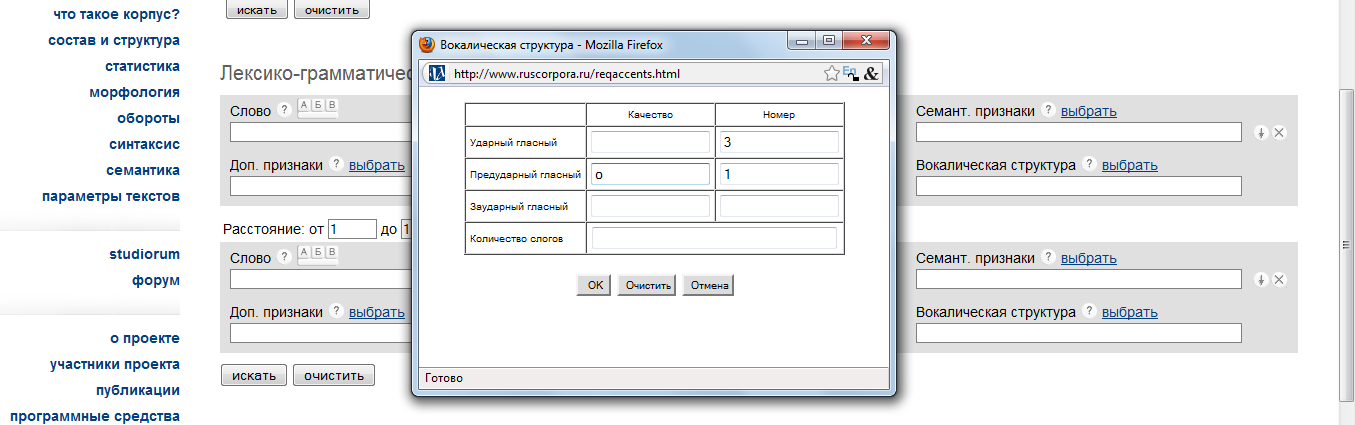 что такое корпус?
состав и структура
статистика
морфология
обороты
синтаксис
семантика
параметры текстов
studiorum
форум
о проекте
участники проекта
публикации
программные средства
искать очистить
Лексико-грамматичес
Слово ? А Б В
Доп. признаки ? выбрать
Семант. признаки ? выбрать
Вокалическая структура ? выбрать
Расстояние: от 1 до 1
Слово ? А Б В
Доп. признаки ? выбрать
Семант. признаки ? выбрать
Вокалическая структура ? выбрать
искать очистить
Вокалическая структура - Mozilla Firefox
http://www.ruscorpora.ru/reqaccents.html En &
Качество Номер
Ударный гласный 3
Предударный гласный о 1
Заударный гласный
Количество слогов
OK Очистить Отмена
Готово